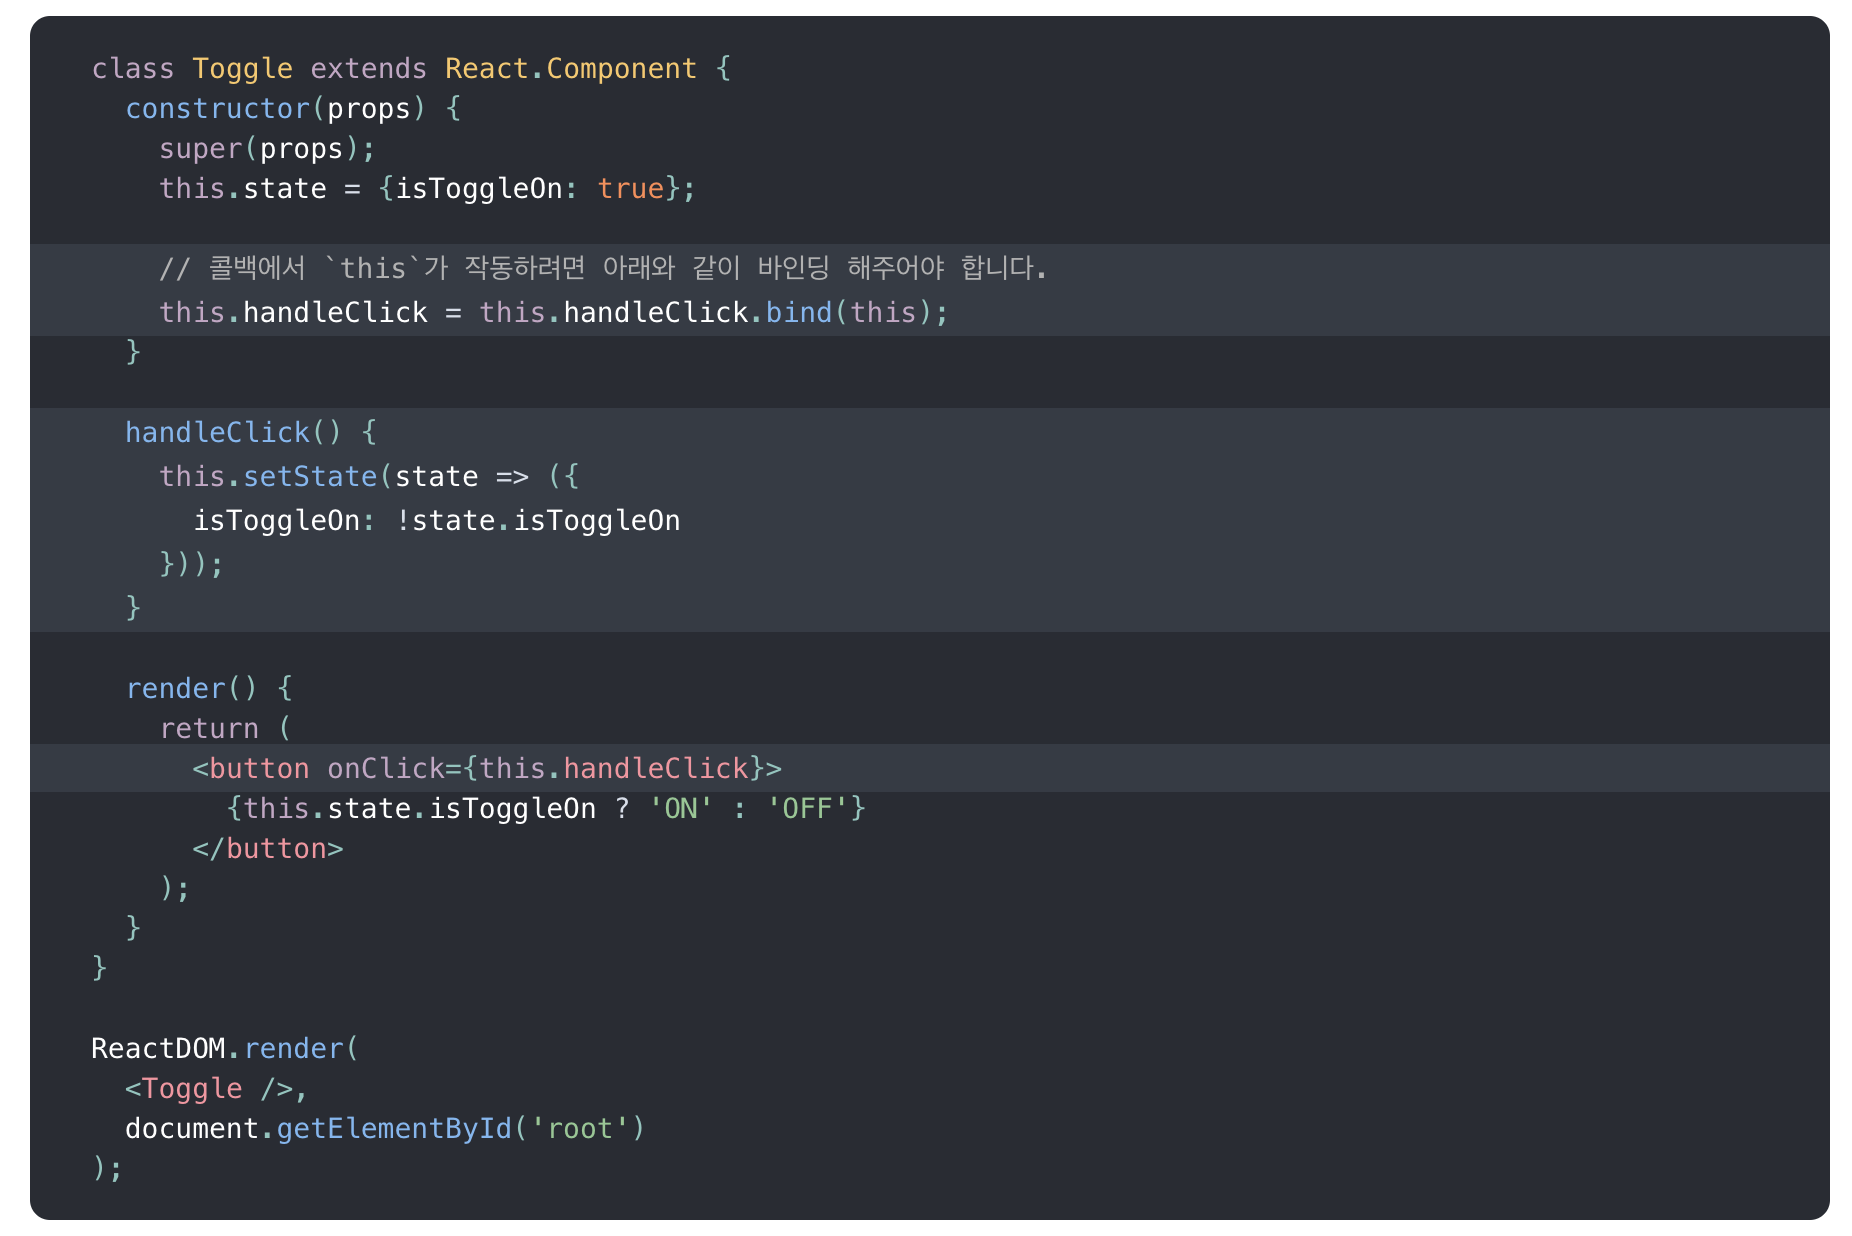 class Toggle extends React.Component {
  constructor(props) {
    super(props);
    this.state = {isToggleOn: true};

    // 콜백에서 `this`가 작동하려면 아래와 같이 바인딩 해주어야 합니다.
    this.handleClick = this.handleClick.bind(this);
  }

  handleClick() {
    this.setState(state => ({
      isToggleOn: !state.isToggleOn
    }));
  }

  render() {
    return (
      <button onClick={this.handleClick}>
        {this.state.isToggleOn ? 'ON' : 'OFF'}
      </button>
    );
  }
}

ReactDOM.render(
  <Toggle />,
  document.getElementById('root')
);